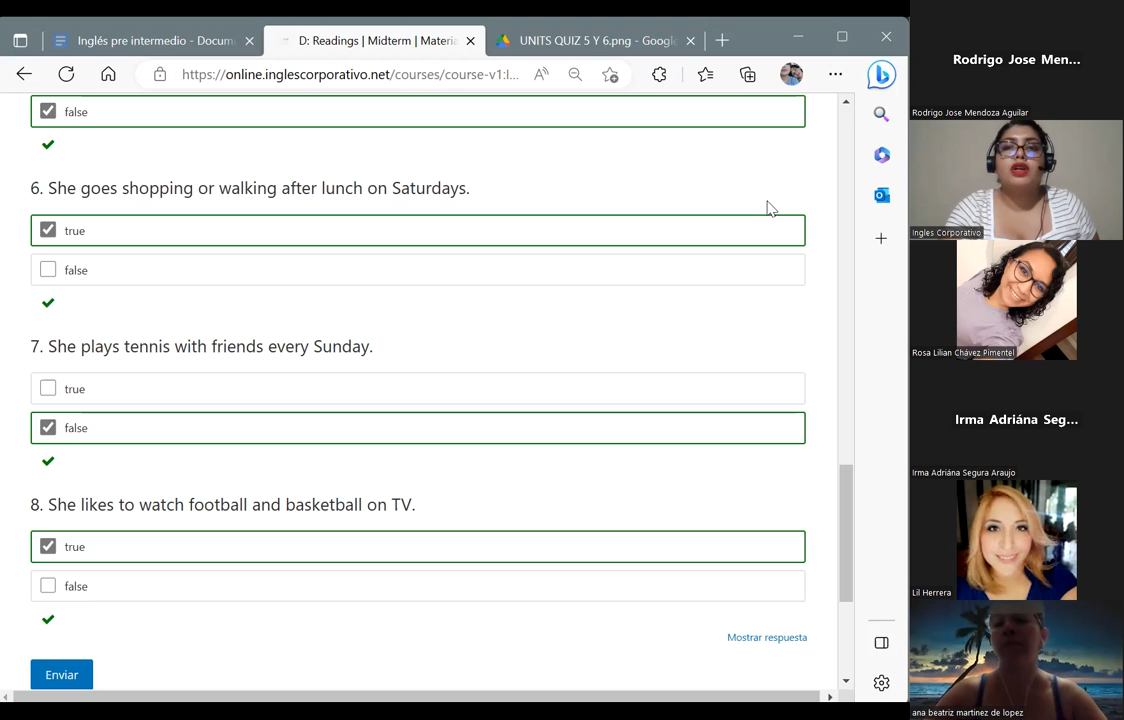 Inglés pre intermedio - Docum
D: Readings | Midterm | Materia
UNITS QUIZ 5 Y 6.png - Google
https://online.inglescorporativo.net/courses/course-v1:I...
false
6. She goes shopping or walking after lunch on Saturdays.
true
false
7. She plays tennis with friends every Sunday.
true
false
8. She likes to watch football and basketball on TV.
true
false
Mostrar respuesta
Enviar
Rodrigo Jose Men...
Rodrigo Jose Mendoza Aguilar
Ingles Corporativo
Rosa Lilian Chávez Pimentel
Irma Adriána Seg...
Irma Adriána Segura Araujo
Lil Herrera
ana beatriz martinez de lopez